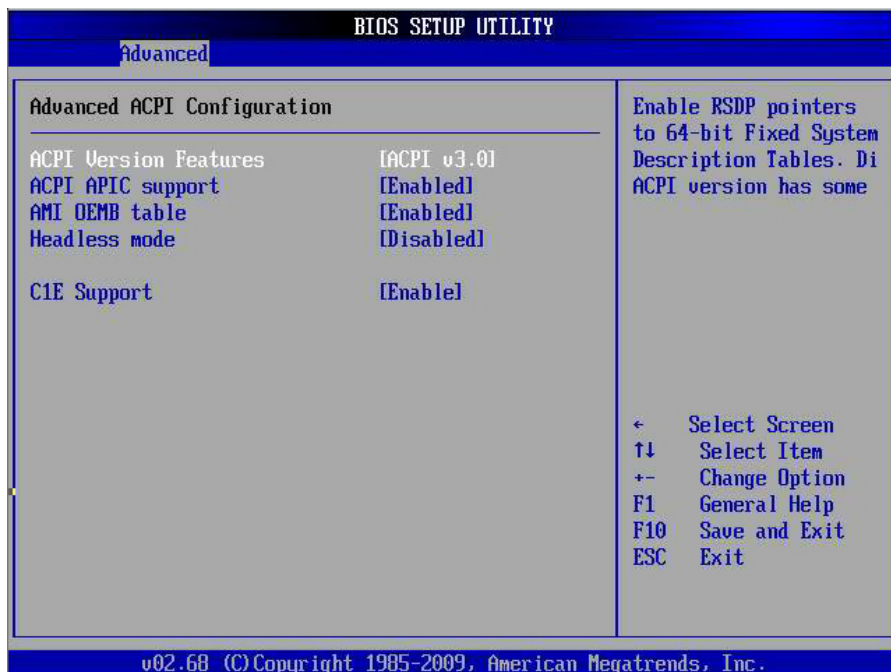 BIOS SETUP UTILITY
Advanced
Advanced ACPI Configuration
ACPI Version Features [ACPI v3.0]
ACPI APIC support [Enabled]
AMI OEMB table [Enabled]
Headless mode [Disabled]
C1E Support [Enable]
Enable RSDP pointers
to 64-bit Fixed System
Description Tables. Di
ACPI version has some
← Select Screen
↑↓ Select Item
+- Change Option
F1 General Help
F10 Save and Exit
ESC Exit
v02.68 (C)Copyright 1985-2009, American Megatrends, Inc.